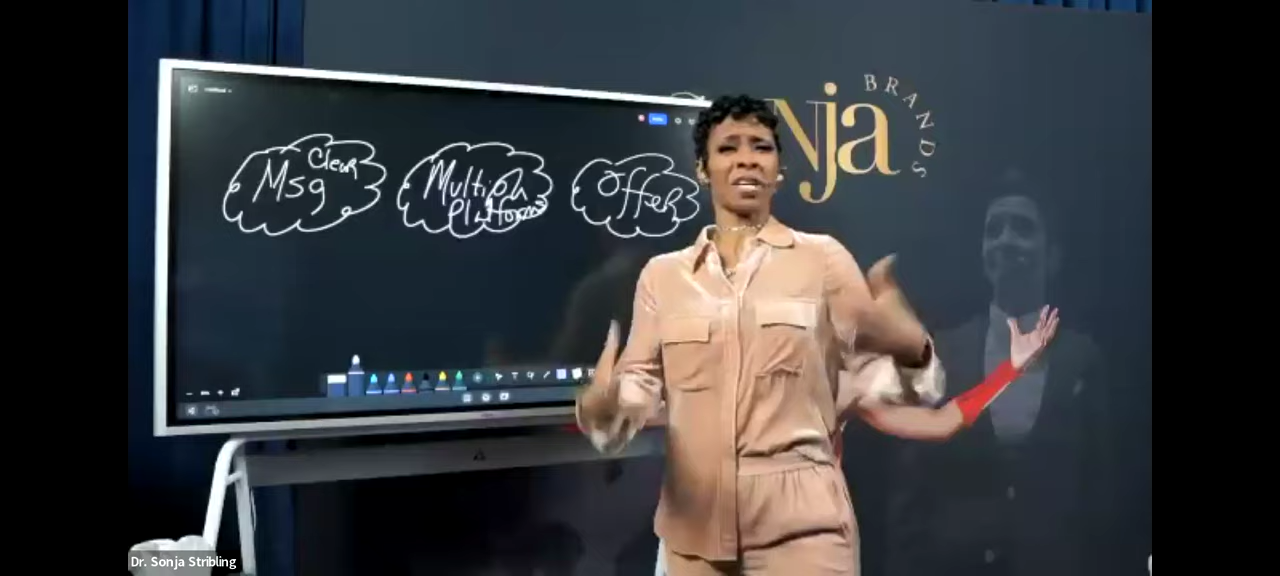 Clear
Msg
Multiple
Platforms
Offer
nja
BRANDS
Dr. Sonja Stribling